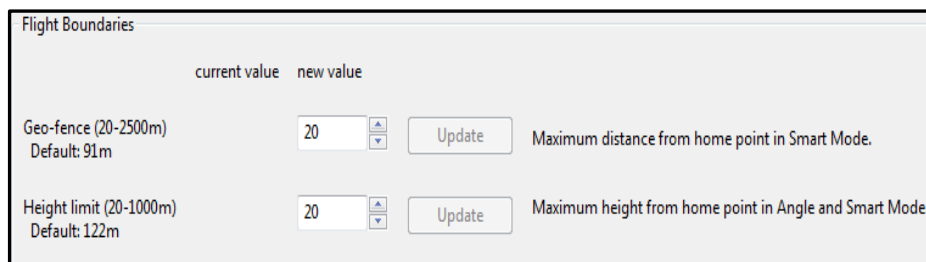 Flight Boundaries
current value new value
Geo-fence (20-2500m)
Default: 91m
20
Update
Maximum distance from home point in Smart Mode.
Height limit (20-1000m)
Default: 122m
20
Update
Maximum height from home point in Angle and Smart Mode